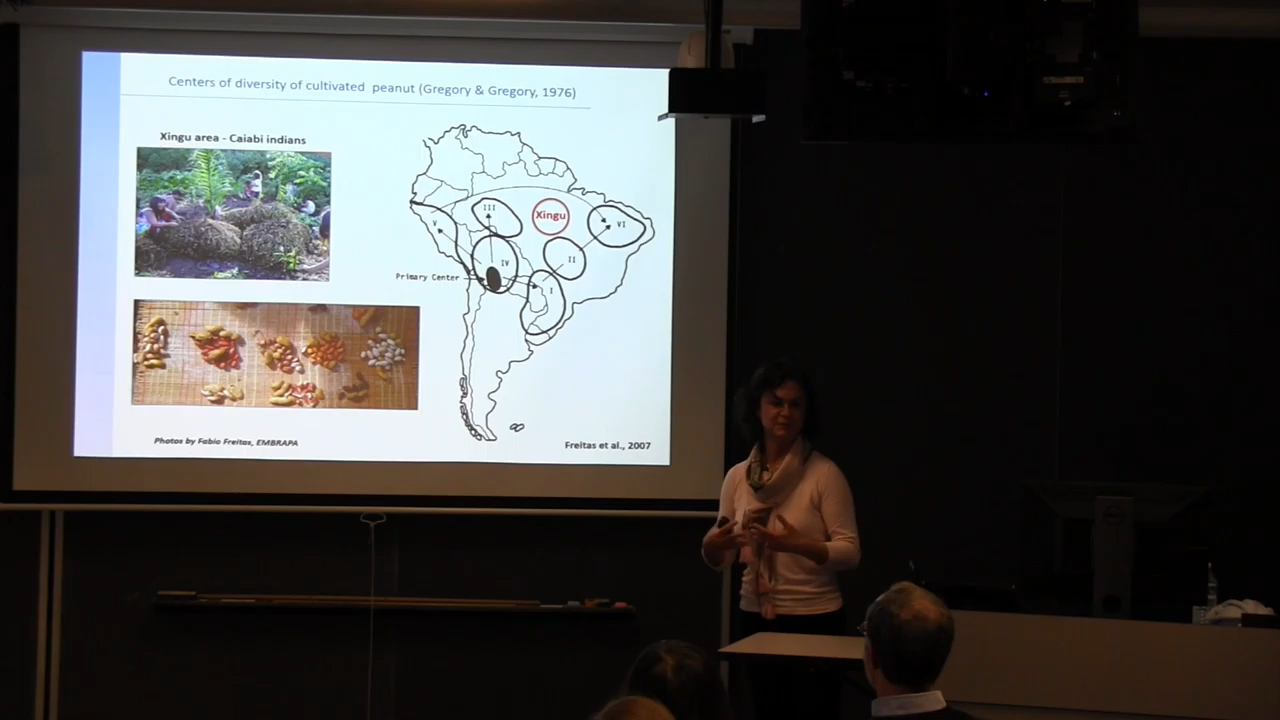 Centers of diversity of cultivated peanut (Gregory & Gregory, 1976)
Xingu area - Caiabi indians
III
Xingu
V
VI
IV
II
Primary Center
I
Photos by Fabio Freitas, EMBRAPA
Freitas et al., 2007